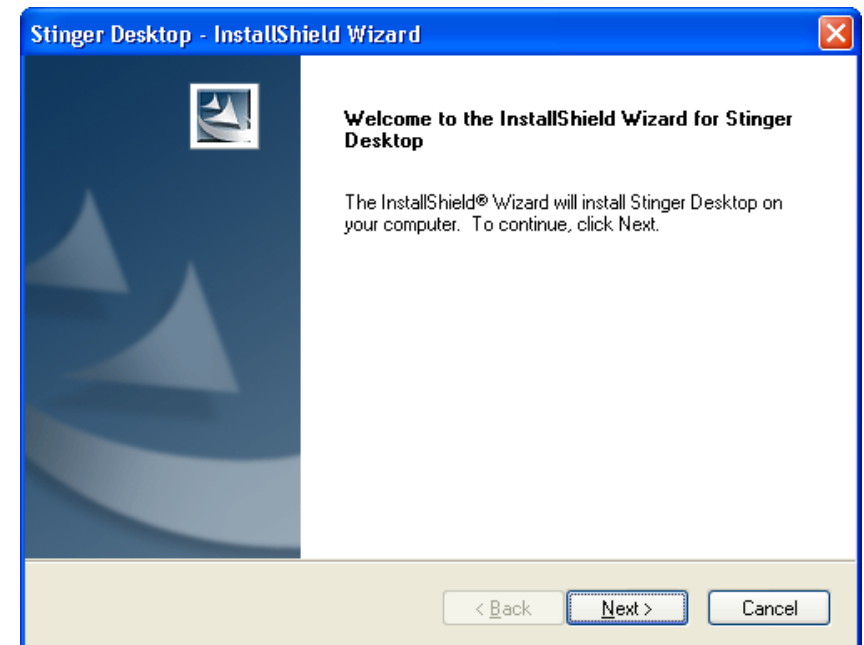 Stinger Desktop - InstallShield Wizard
Welcome to the InstallShield Wizard for Stinger
Desktop
The InstallShield® Wizard will install Stinger Desktop on
your computer.  To continue, click Next.
< Back
Next >
Cancel